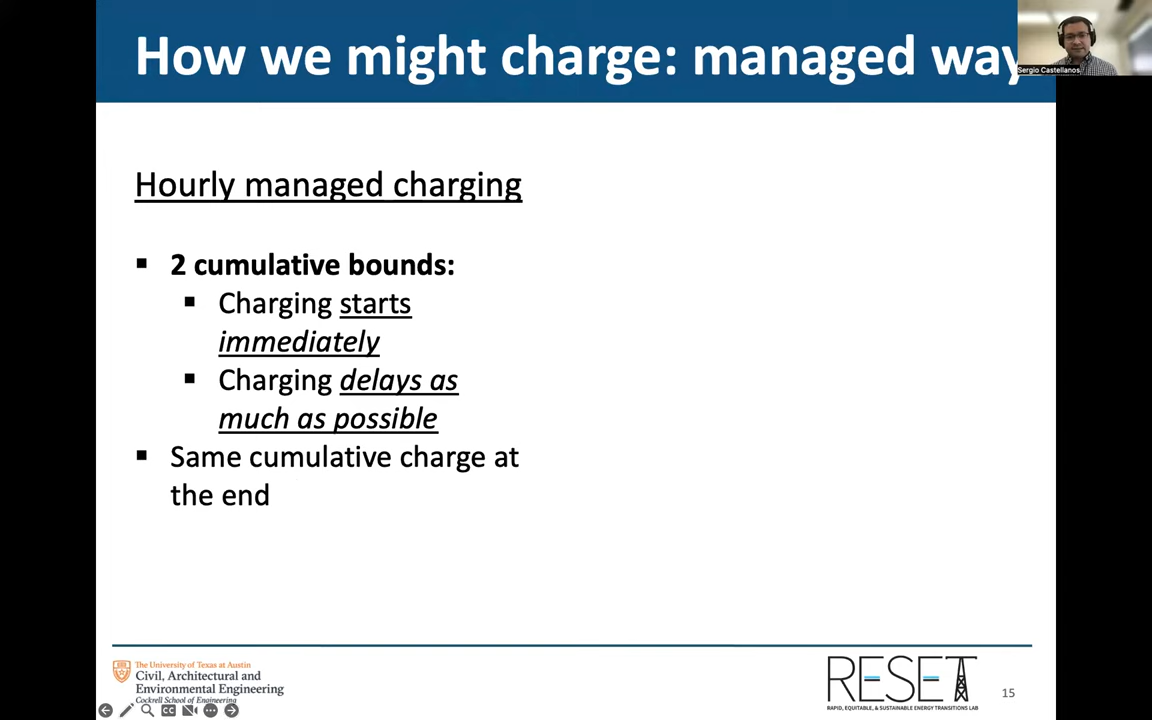 How we might charge: managed way
Sergio Castellanos
Hourly managed charging
▪ 2 cumulative bounds:
▪ Charging starts
immediately
▪ Charging delays as
much as possible
▪ Same cumulative charge at
the end
The University of Texas at Austin
Civil, Architectural and
Environmental Engineering
Cockrell School of Engineering
RESET
RAPID, EQUITABLE, & SUSTAINABLE ENERGY TRANSITIONS LAB
15
CC